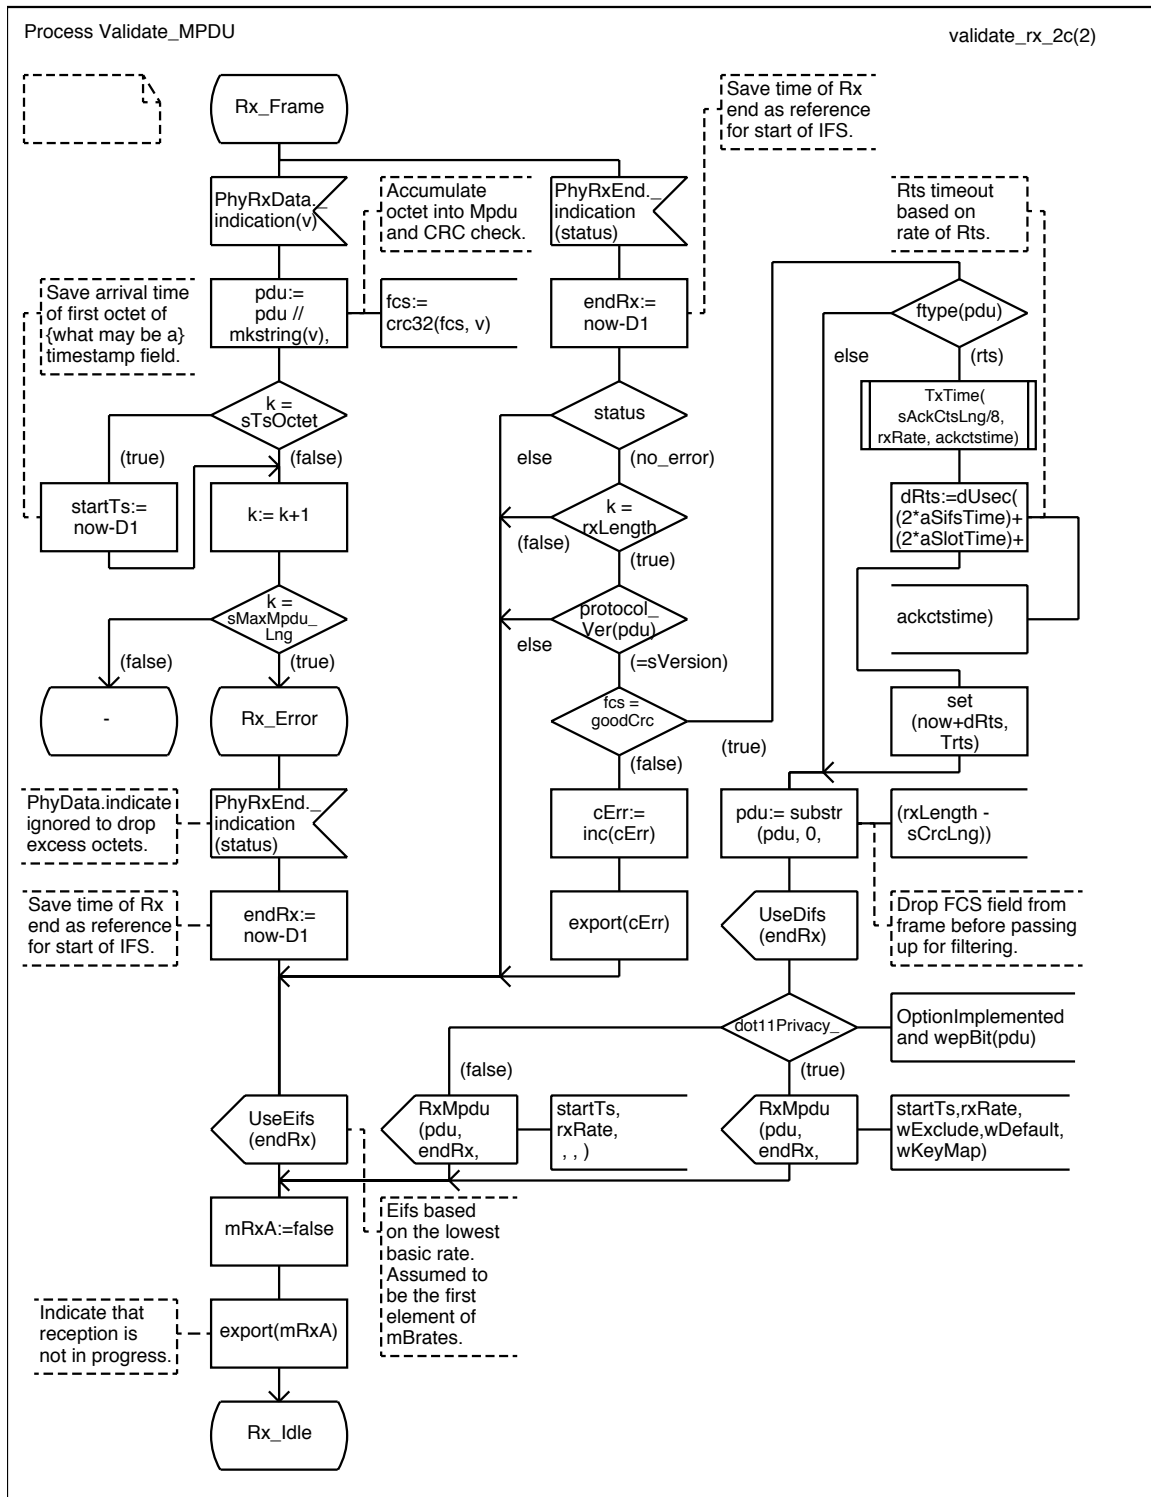 Process Validate_MPDU
validate_rx_2c(2)
Rx_Frame
Save time of Rx
end as reference
for start of IFS.
PhyRxData._
indication(v)
Accumulate
octet into Mpdu
and CRC check.
PhyRxEnd._
indication
(status)
Rts timeout
based on
rate of Rts.
Save arrival time
of first octet of
{what may be a}
timestamp field.
pdu:=
pdu //
mkstring(v),
fcs:=
crc32(fcs, v)
endRx:=
now-D1
ftype(pdu)
else
(rts)
k =
sTsOctet
(true)
(false)
status
else
(no_error)
TxTime(
sAckCtsLng/8,
rxRate, ackctstime)
startTs:=
now-D1
k:= k+1
k =
rxLength
(false)
(true)
dRts:=dUsec(
(2*aSifsTime)+
(2*aSlotTime)+
k =
sMaxMpdu_
Lng
(false)
(true)
protocol_
Ver(pdu)
else
(=sVersion)
ackctstime)
-
Rx_Error
fcs =
goodCrc
(true)
(false)
set
(now+dRts,
Trts)
PhyData.indicate
ignored to drop
excess octets.
PhyRxEnd._
indication
(status)
cErr:=
inc(cErr)
pdu:= substr
(pdu, 0,
(rxLength -
sCrcLng))
Save time of Rx
end as reference
for start of IFS.
endRx:=
now-D1
export(cErr)
UseDifs
(endRx)
Drop FCS field from
frame before passing
up for filtering.
dot11Privacy_
OptionImplemented
and wepBit(pdu)
(false)
(true)
UseEifs
(endRx)
RxMpdu
(pdu,
endRx,
startTs,
rxRate,
, , )
RxMpdu
(pdu,
endRx,
startTs,rxRate,
wExclude,wDefault,
wKeyMap)
mRxA:=false
Eifs based
on the lowest
basic rate.
Assumed to
be the first
element of
mBrates.
Indicate that
reception is
not in progress.
export(mRxA)
Rx_Idle